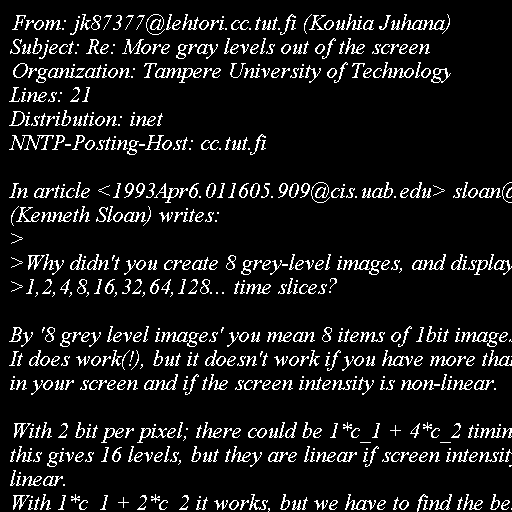 From: jk87377@lehtori.cc.tut.fi (Kouhia Juhana)
Subject: Re: More gray levels out of the screen
Organization: Tampere University of Technology
Lines: 21
Distribution: inet
NNTP-Posting-Host: cc.tut.fi
In article <1993Apr6.011605.909@cis.uab.edu> sloan@
(Kenneth Sloan) writes:
>
>Why didn't you create 8 grey-level images, and display
>1,2,4,8,16,32,64,128... time slices?
By '8 grey level images' you mean 8 items of 1bit images
It does work(!), but it doesn't work if you have more than
in your screen and if the screen intensity is non-linear.
With 2 bit per pixel; there could be 1*c_1 + 4*c_2 timin
this gives 16 levels, but they are linear if screen intensity
linear.
With 1*c_1 + 2*c_2 it works, but we have to find the bes